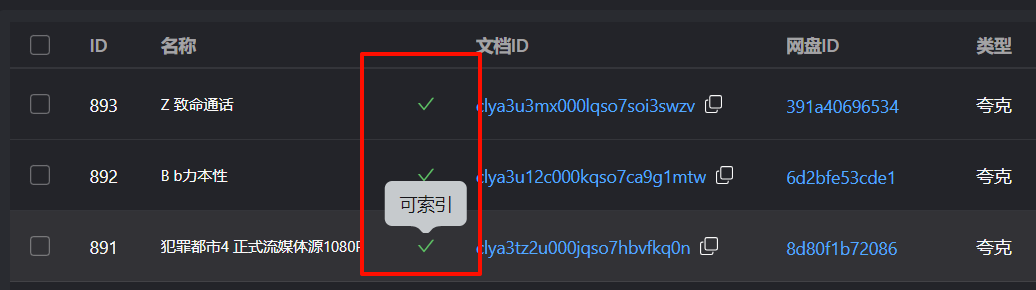 ID 名称 文档ID 网盘ID 类型
893 Z 致命通话 clya3u3mx000lqso7soi3swzv 391a40696534 夸克
892 B b力本性 clya3u12c000kqso7ca9g1mtw 6d2bfe53cde1 夸克
可索引
891 犯罪都市4 正式流媒体源1080P clya3tz2u000jqso7hbvfkq0n 8d80f1b72086 夸克